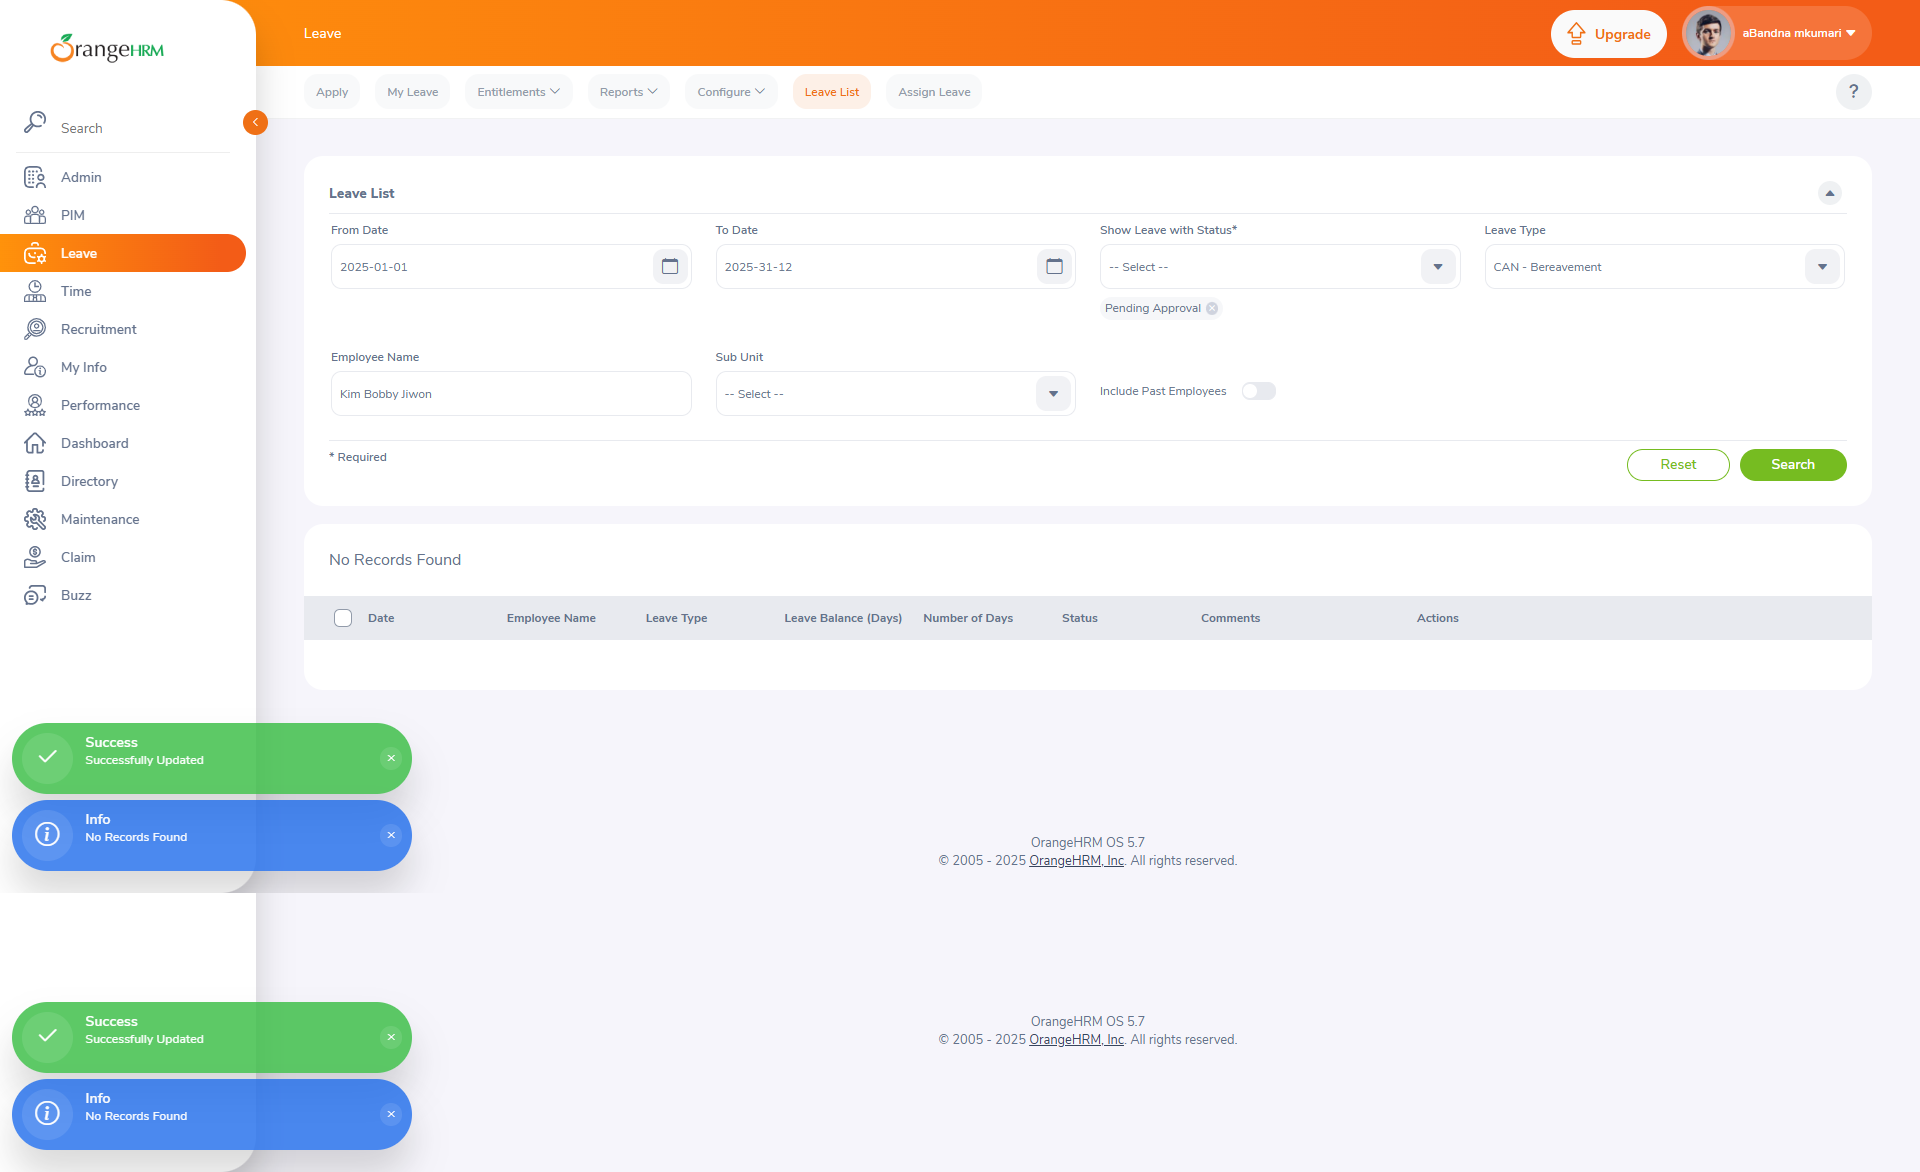 OrangeHRM
Leave
Upgrade
aBandna mkumari
Apply
My Leave
Entitlements
Reports
Configure
Leave List
Assign Leave
?
Search
Admin
PIM
Leave
Time
Recruitment
My Info
Performance
Dashboard
Directory
Maintenance
Claim
Buzz
Leave List
From Date
To Date
Show Leave with Status*
Leave Type
2025-01-01
2025-31-12
-- Select --
CAN - Bereavement
Pending Approval
Employee Name
Sub Unit
Kim Bobby Jiwon
-- Select --
Include Past Employees
* Required
Reset
Search
No Records Found
Date
Employee Name
Leave Type
Leave Balance (Days)
Number of Days
Status
Comments
Actions
Success
Successfully Updated
Info
No Records Found
OrangeHRM OS 5.7
© 2005 - 2025 OrangeHRM, Inc. All rights reserved.
Success
Successfully Updated
Info
No Records Found
OrangeHRM OS 5.7
© 2005 - 2025 OrangeHRM, Inc. All rights reserved.